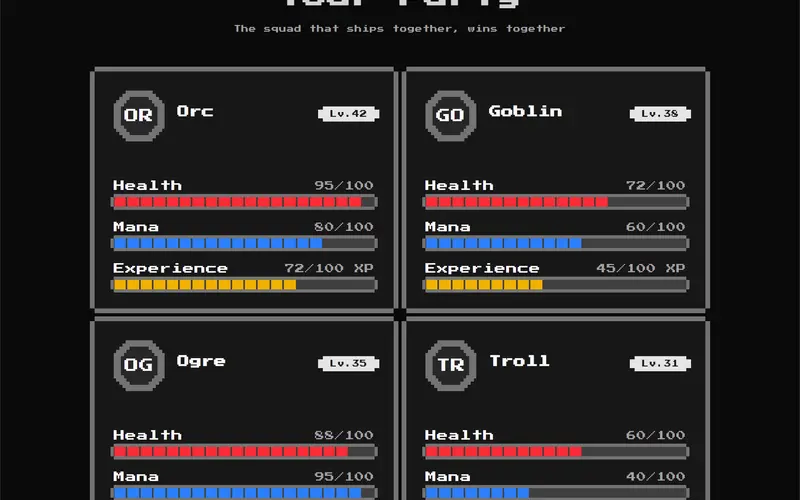 Your Party
The squad that ships together, wins together
OR Orc Lv.42
Health 95/100
Mana 80/100
Experience 72/100 XP
GO Goblin Lv.38
Health 72/100
Mana 60/100
Experience 45/100 XP
OG Ogre Lv.35
Health 88/100
Mana 95/100
TR Troll Lv.31
Health 60/100
Mana 40/100